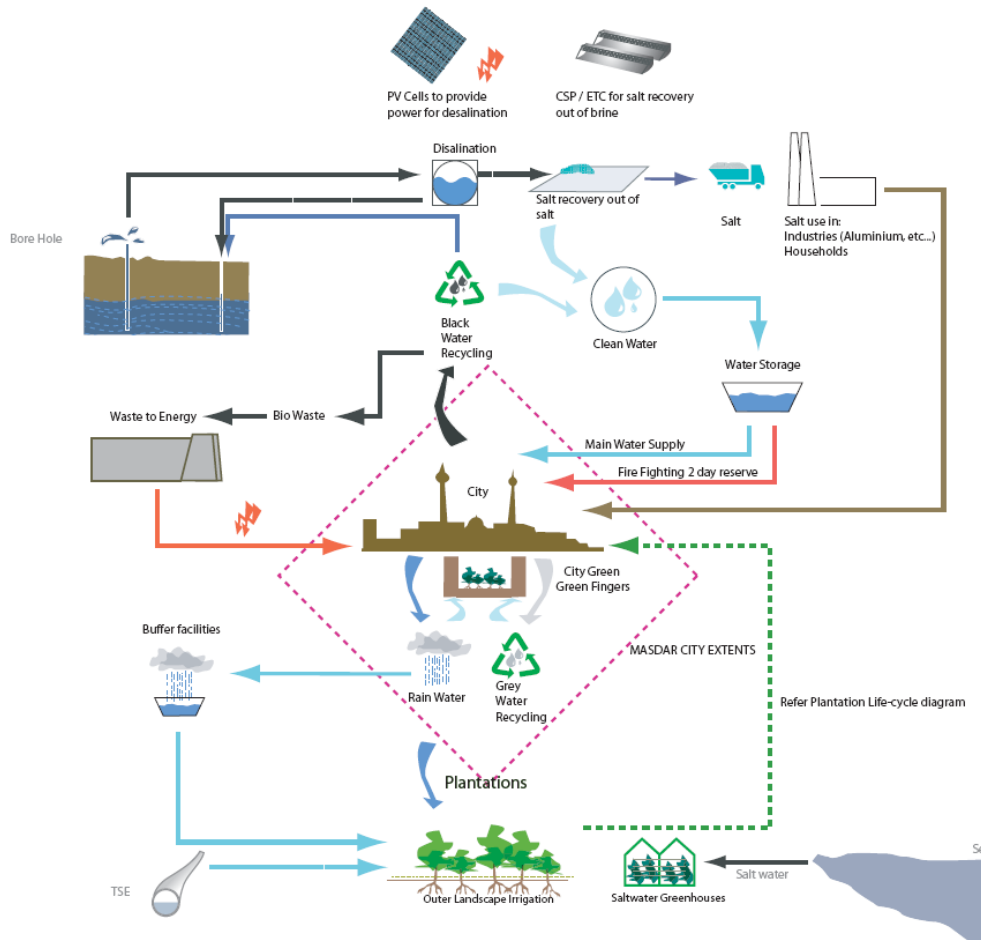 PV Cells to provide
power for desalination
CSP / ETC for salt recovery
out of brine
Disalination
Salt recovery out of
salt
Salt
Salt use in:
Industries (Aluminium, etc...)
Households
Bore Hole
Black
Water
Recycling
Clean Water
Water Storage
Waste to Energy
Bio Waste
Main Water Supply
Fire Fighting 2 day reserve
City
City Green
Green Fingers
Buffer facilities
MASDAR CITY EXTENTS
Rain Water
Grey
Water
Recycling
Refer Plantation Life-cycle diagram
Plantations
TSE
Outer Landscape Irrigation
Saltwater Greenhouses
Salt water